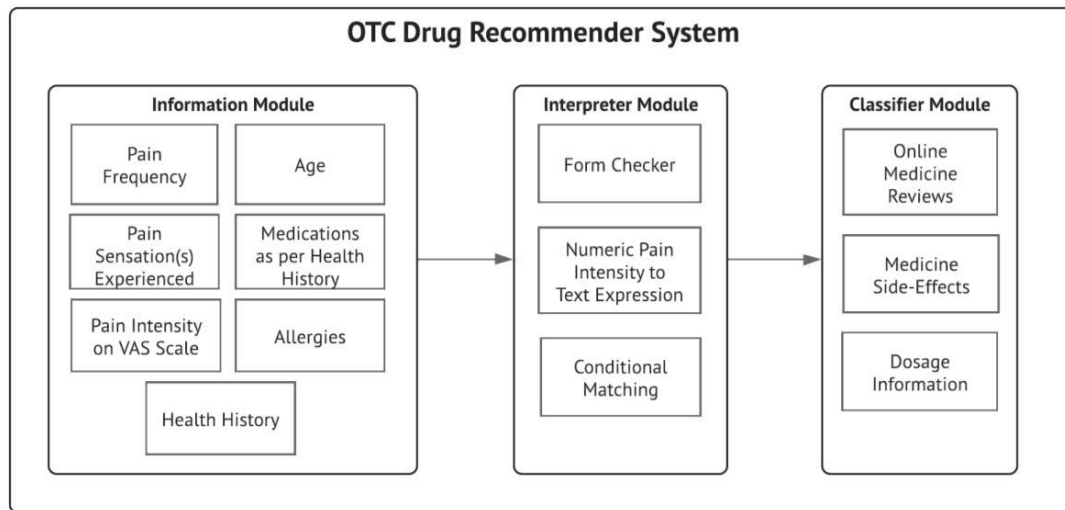 OTC Drug Recommender System
Information Module
Pain
Frequency
Age
Pain
Sensation(s)
Experienced
Medications
as per Health
History
Pain Intensity
on VAS Scale
Allergies
Health History
Interpreter Module
Form Checker
Numeric Pain
Intensity to
Text Expression
Conditional
Matching
Classifier Module
Online
Medicine
Reviews
Medicine
Side-Effects
Dosage
Information